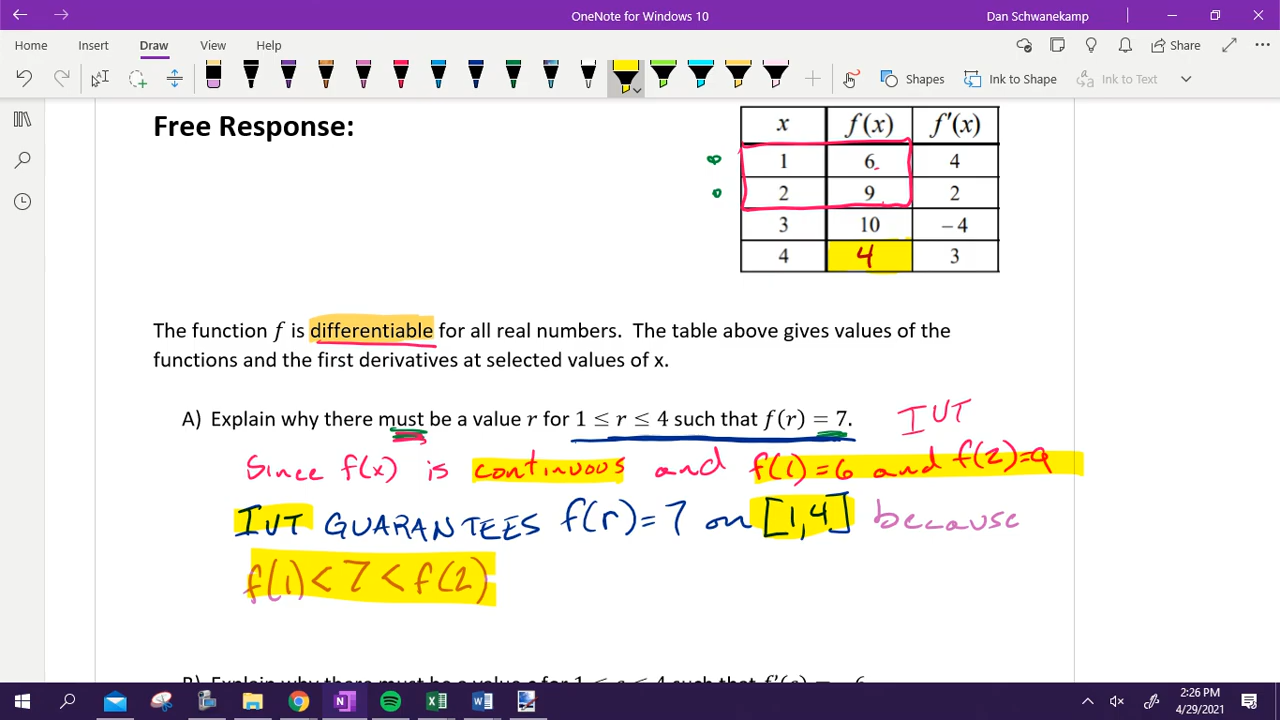 OneNote for Windows 10
Dan Schwanekamp
Home Insert Draw View Help
Share
Shapes Ink to Shape Ink to Text
Free Response:
x f(x) f'(x)
1 6 4
2 9 2
3 10 −4
4 4 3
The function f is differentiable for all real numbers. The table above gives values of the
functions and the first derivatives at selected values of x.
A) Explain why there must be a value r for 1 ≤ r ≤ 4 such that f(r) = 7. IVT
Since f(x) is continuous and f(1)=6 and f(2)=9
IVT GUARANTEES f(r)=7 on [1,4] because
f(1) < 7 < f(2)
2:26 PM
4/29/2021